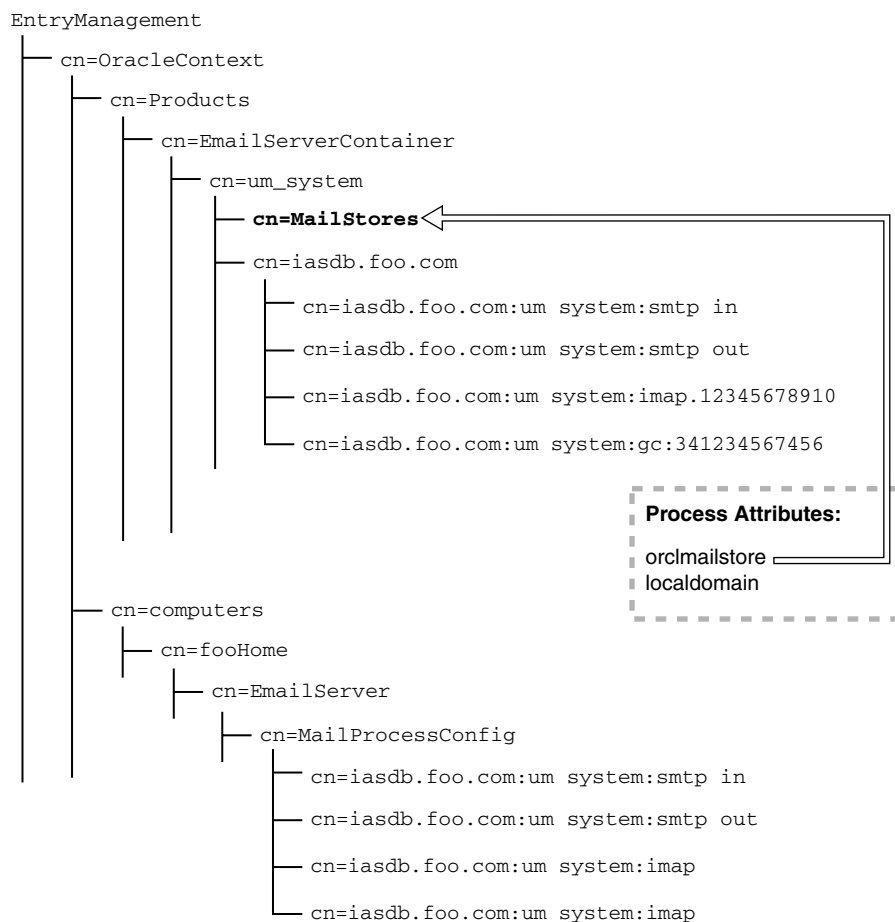 EntryManagement
cn=OracleContext
cn=Products
cn=EmailServerContainer
cn=um_system
cn=MailStores
cn=iasdb.foo.com
cn=iasdb.foo.com:um system:smtp in
cn=iasdb.foo.com:um system:smtp out
cn=iasdb.foo.com:um system:imap.12345678910
cn=iasdb.foo.com:um system:gc:341234567456
Process Attributes:
orclmailstore
localdomain
cn=computers
cn=fooHome
cn=EmailServer
cn=MailProcessConfig
cn=iasdb.foo.com:um system:smtp in
cn=iasdb.foo.com:um system:smtp out
cn=iasdb.foo.com:um system:imap
cn=iasdb.foo.com:um system:imap